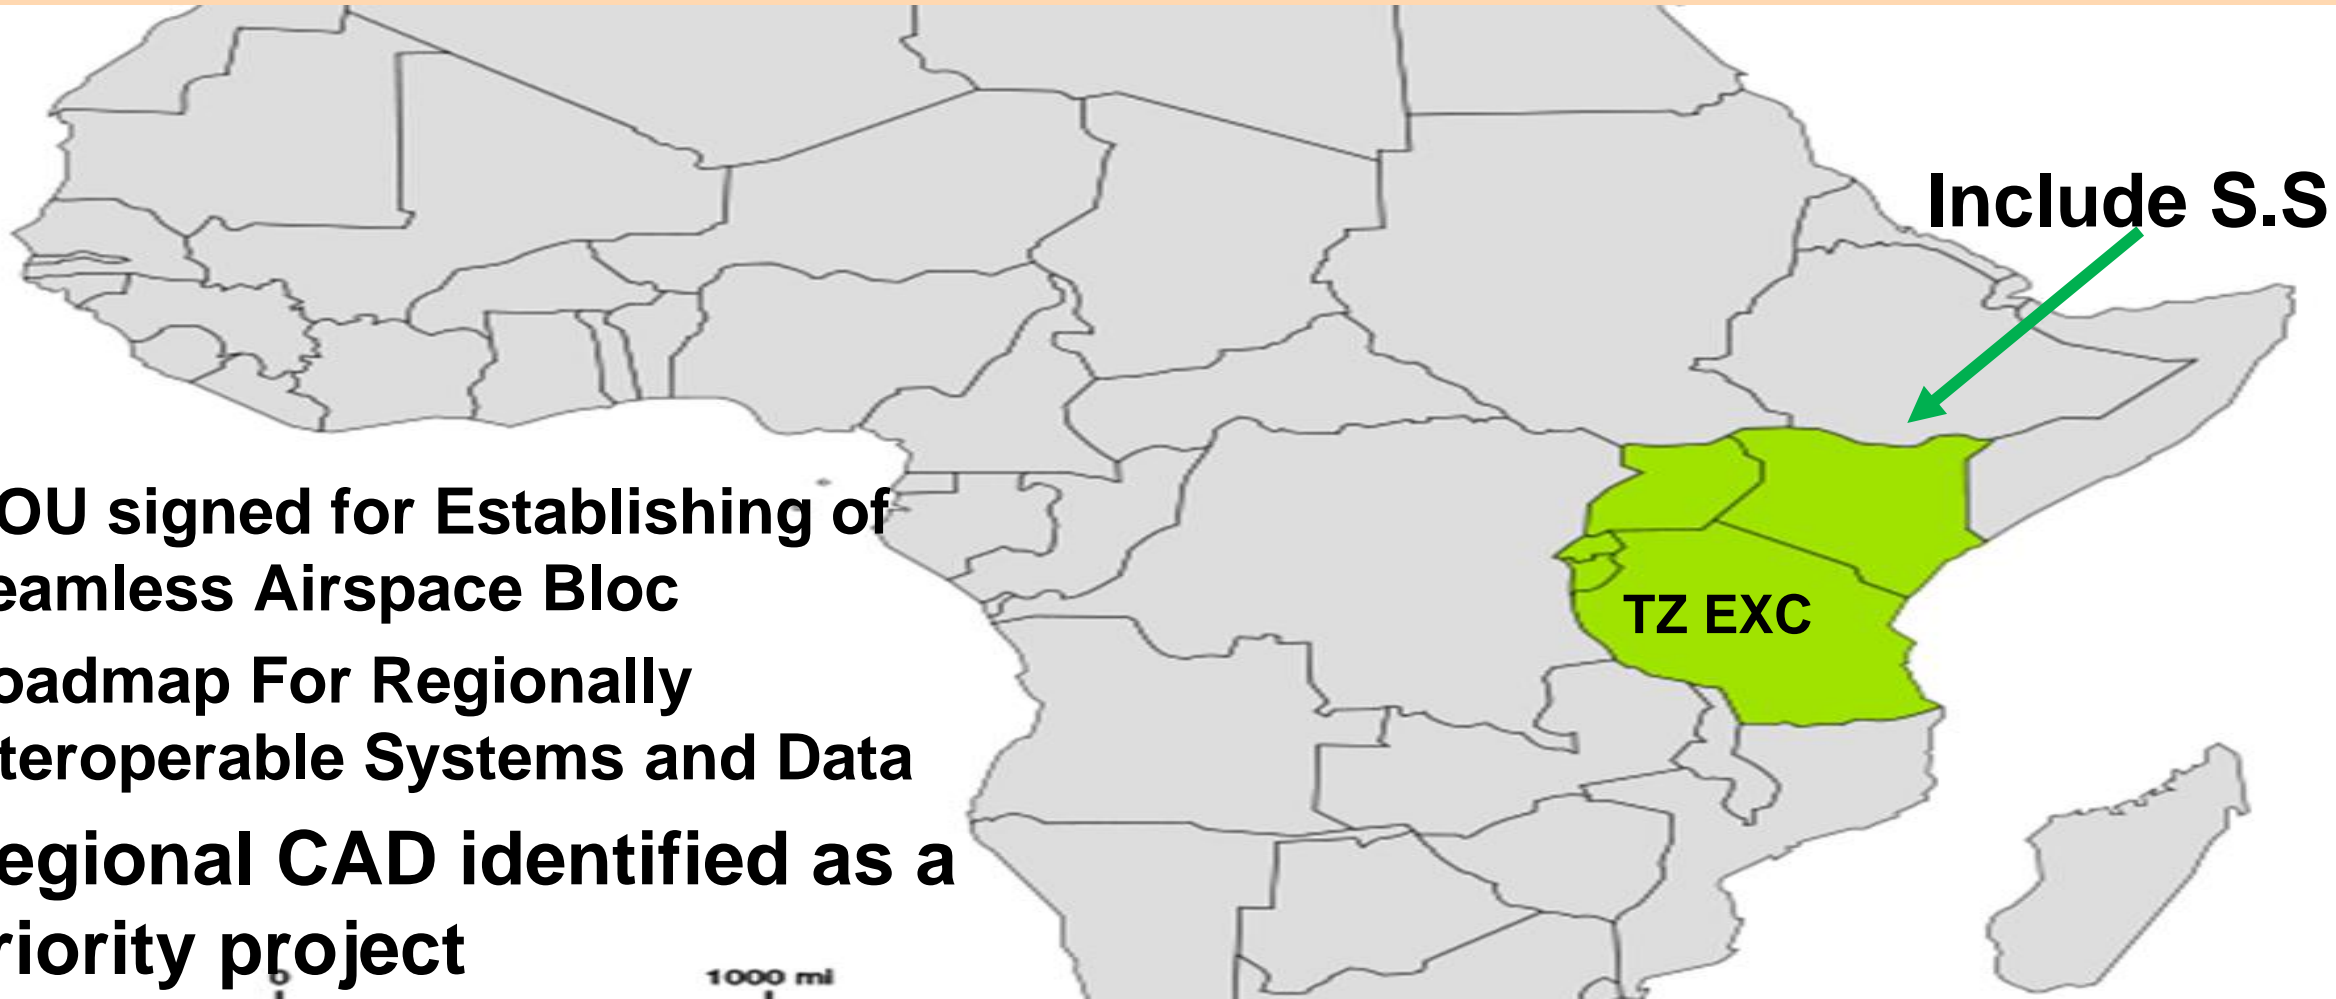 Include S.S
OU signed for Establishing of
eamless Airspace Bloc
TZ EXC
oadmap For Regionally
teroperable Systems and Data
egional CAD identified as a
riority project
0
1000 mi